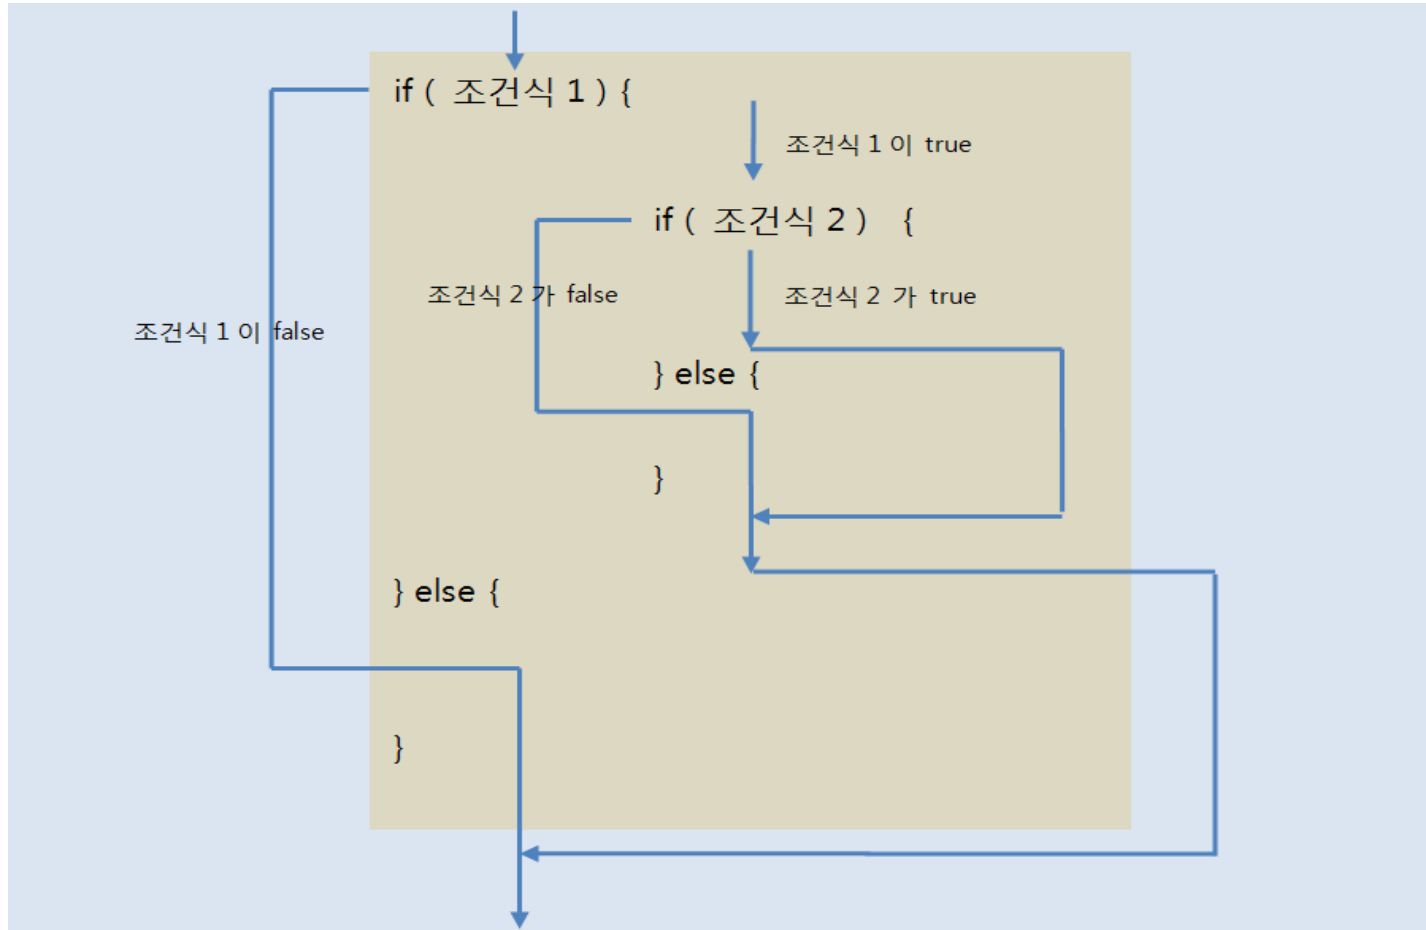 if ( 조건식 1 ) {
조건식 1 이 true
if ( 조건식 2 ) {
조건식 2 가 false
조건식 2 가 true
조건식 1 이 false
} else {
}
} else {
}